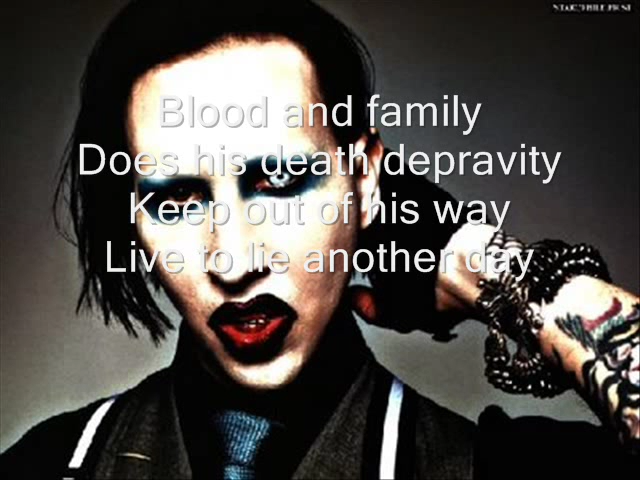 Blood and family
Does his death depravity
Keep out of his way
Live to lie another day